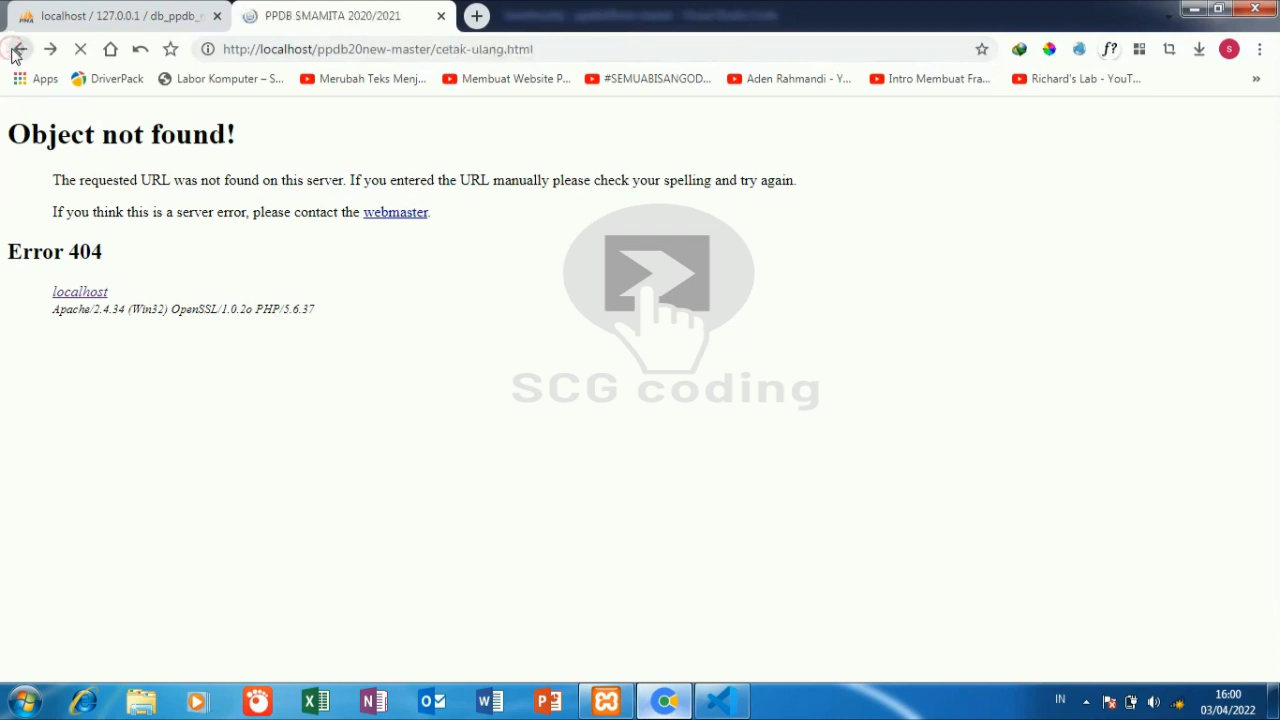 localhost / 127.0.0.1 / db_ppdb_
PPDB SMAMITA 2020/2021
http://localhost/ppdb20new-master/cetak-ulang.html
f?
s
Apps
DriverPack
Labor Komputer – S...
Merubah Teks Menj...
Membuat Website P...
#SEMUABISANGOD...
Aden Rahmandi - Y...
Intro Membuat Fra...
Richard's Lab - YouT...
Object not found!
The requested URL was not found on this server. If you entered the URL manually please check your spelling and try again.
If you think this is a server error, please contact the webmaster.
Error 404
localhost
Apache/2.4.34 (Win32) OpenSSL/1.0.2o PHP/5.6.37
SCG coding
IN
16:00
03/04/2022